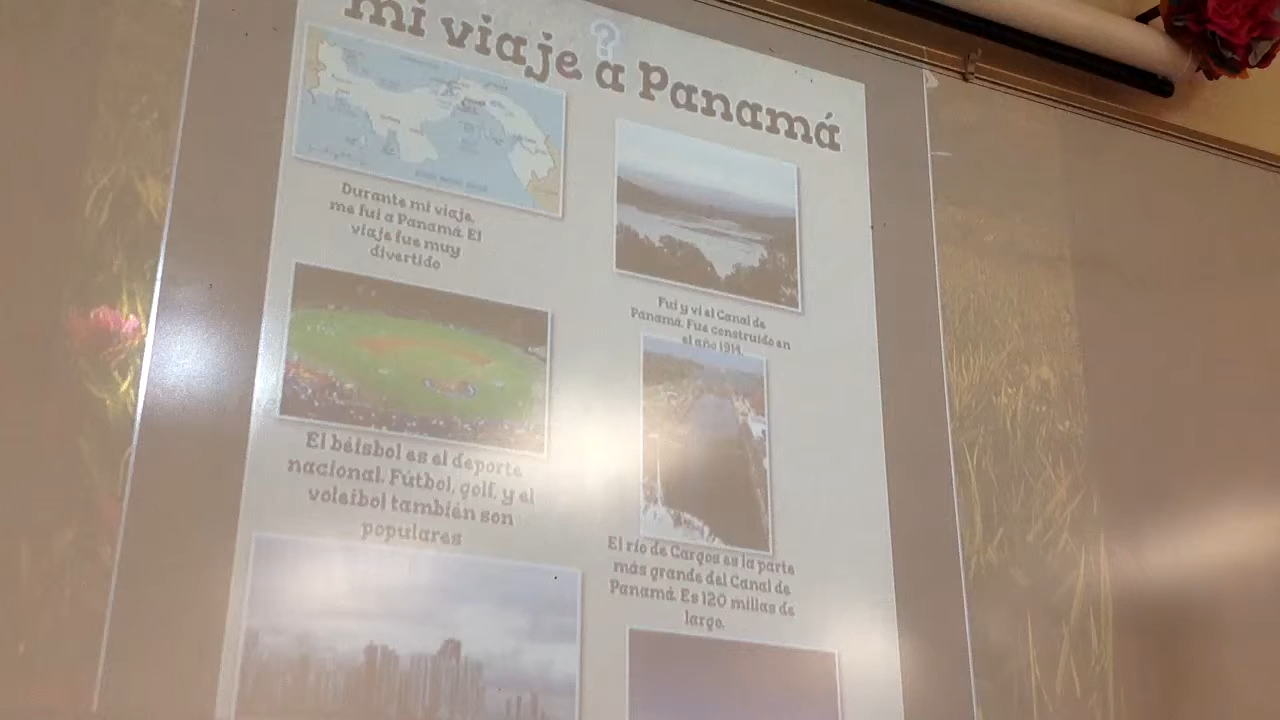 mi viaje a Panamá
?
Durante mi viaje,
me fui a Panamá. El
viaje fue muy
divertido
Fui y vi el Canal de
Panamá. Fue construido en
el año 1914.
El béisbol es el deporte
nacional. Fútbol, golf, y el
voleibol también son
populares
El río de Cargos es la parte
más grande del Canal de
Panamá. Es 120 millas de
largo.